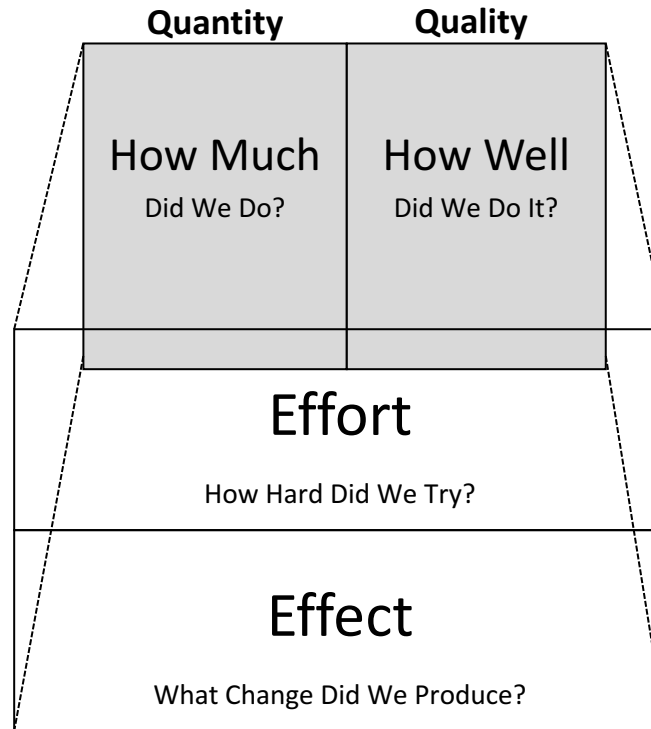 Quantity Quality
How Much How Well
Did We Do? Did We Do It?
Effort
How Hard Did We Try?
Effect
What Change Did We Produce?